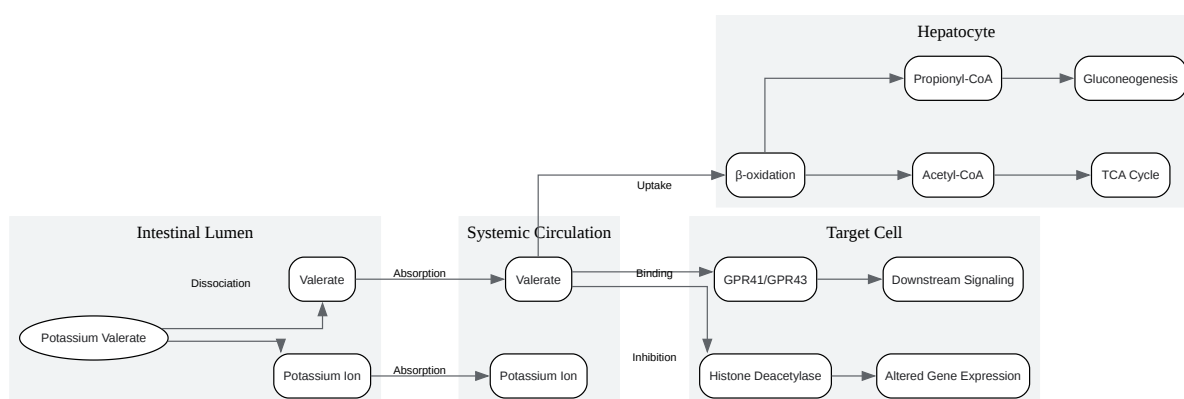 Hepatocyte
Propionyl-CoA
Gluconeogenesis
β-oxidation
Acetyl-CoA
TCA Cycle
Uptake
Intestinal Lumen
Systemic Circulation
Target Cell
Dissociation
Valerate
Absorption
Valerate
Binding
GPR41/GPR43
Downstream Signaling
Potassium Valerate
Inhibition
Potassium Ion
Absorption
Potassium Ion
Histone Deacetylase
Altered Gene Expression